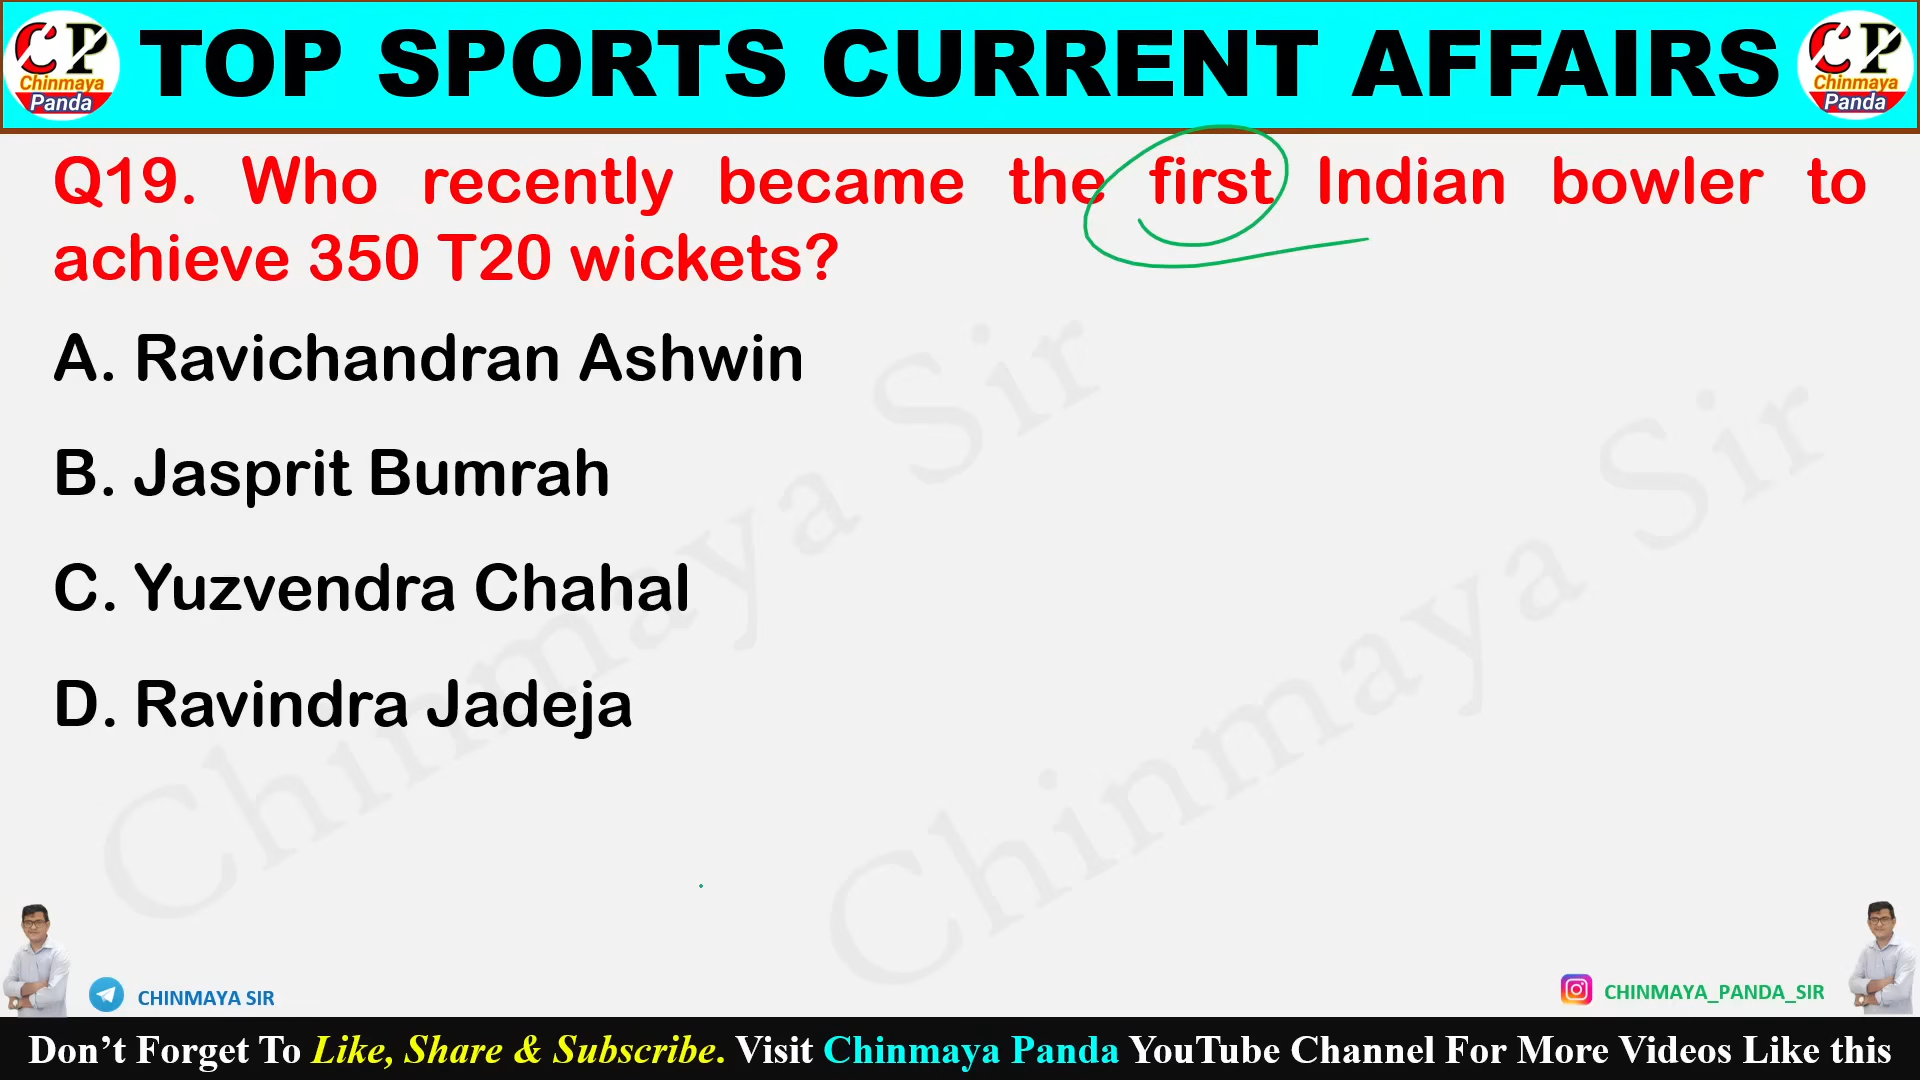 CP Chinmaya Panda TOP SPORTS CURRENT AFFAIRS CP Chinmaya Panda
Q19. Who recently became the first Indian bowler to
achieve 350 T20 wickets?
A. Ravichandran Ashwin
B. Jasprit Bumrah
C. Yuzvendra Chahal
D. Ravindra Jadeja
Chinmaya Sir
Chinmaya Sir
CHINMAYA SIR
CHINMAYA_PANDA_SIR
Don’t Forget To Like, Share & Subscribe. Visit Chinmaya Panda YouTube Channel For More Videos Like this